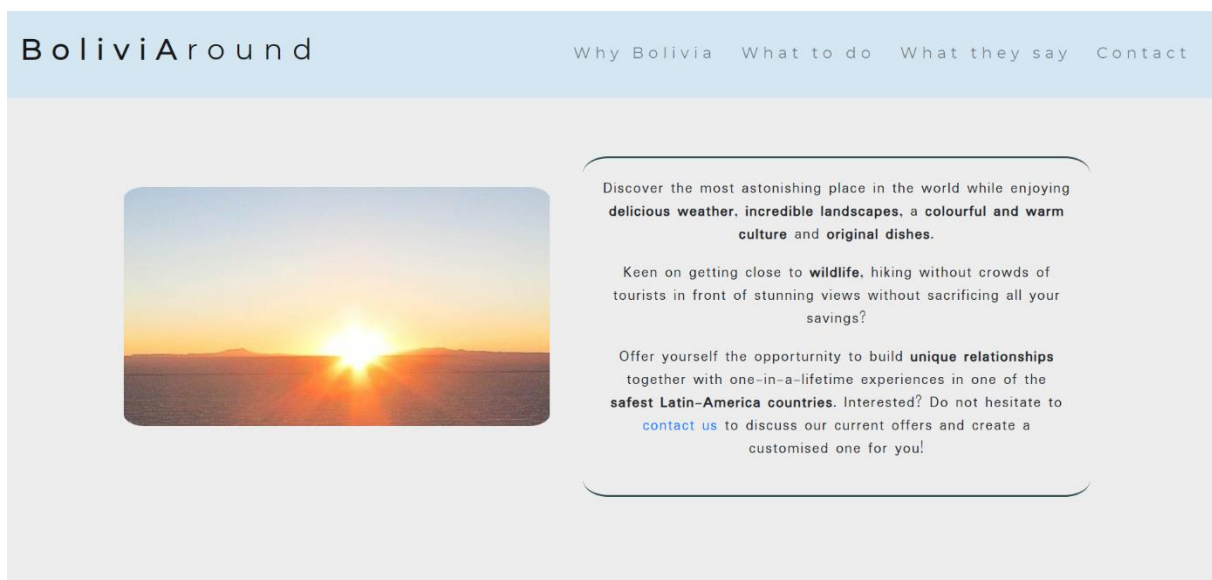 BoliviAround
Why Bolivia What to do What they say Contact
Discover the most astonishing place in the world while enjoying
delicious weather, incredible landscapes, a colourful and warm
culture and original dishes.
Keen on getting close to wildlife, hiking without crowds of
tourists in front of stunning views without sacrificing all your
savings?
Offer yourself the opporturnity to build unique relationships
together with one-in-a-lifetime experiences in one of the
safest Latin-America countries. Interested? Do not hesitate to
contact us to discuss our current offers and create a
customised one for you!